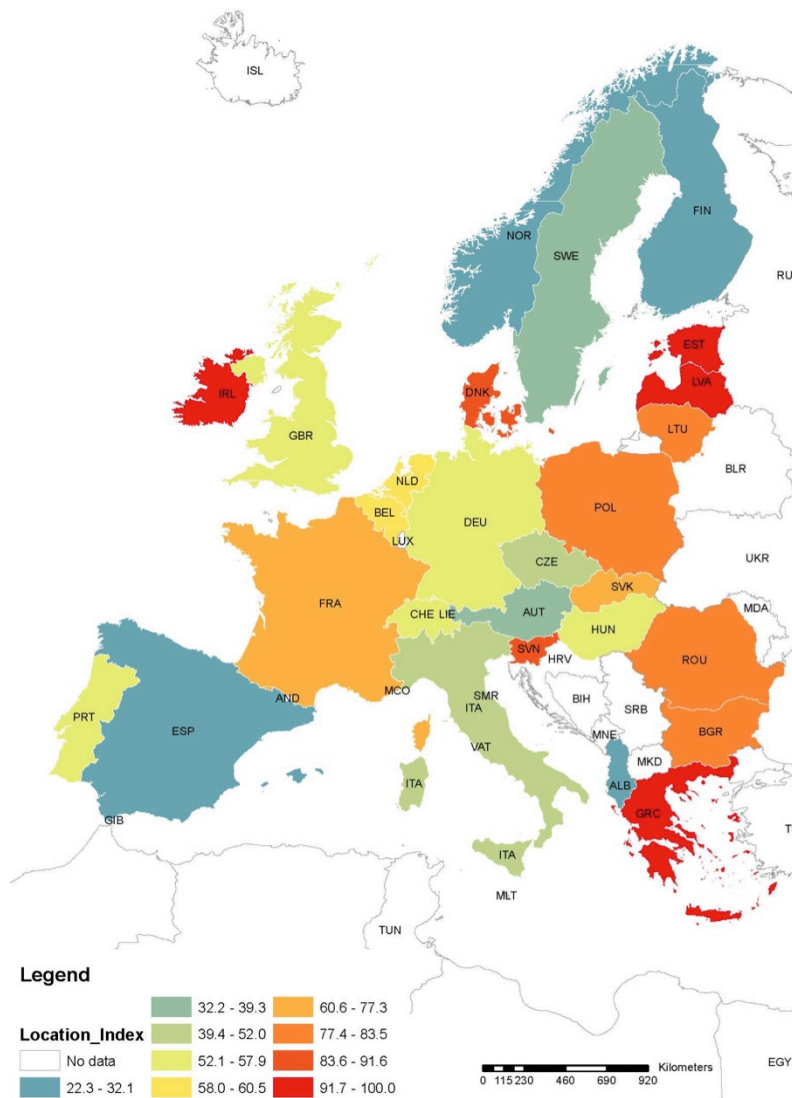 ISL
FIN
NOR
SWE
RU
EST
IRL
LVA
DNK
LTU
GBR
BLR
NLD
POL
BEL
DEU
LUX
CZE
UKR
SVK
FRA
MDA
AUT
CHE LIE
HUN
SVN
HRV
ROU
MCO
AND
SMR
BIH
SRB
ITA
PRT
BGR
ESP
MNE
VAT
MKD
ITA
ALB
GRC
GIB
T
ITA
MLT
TUN
Legend
Location_Index
No data
22.3 - 32.1
32.2 - 39.3
39.4 - 52.0
52.1 - 57.9
58.0 - 60.5
60.6 - 77.3
77.4 - 83.5
83.6 - 91.6
91.7 - 100.0
Kilometers
0 115 230 460 690 920
EGY